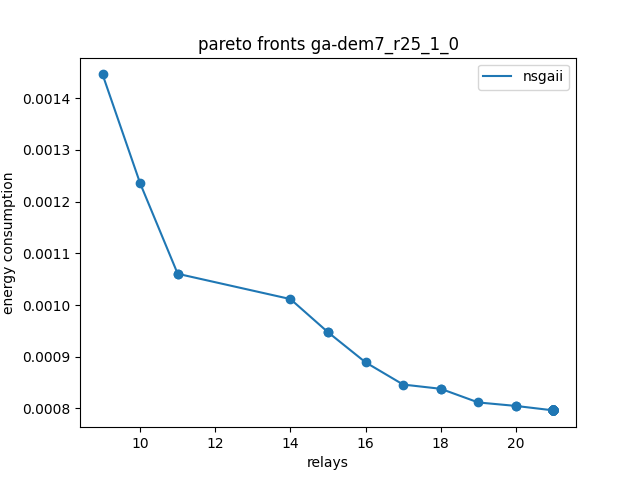 pareto fronts ga-dem7_r25_1_0
nsgaii
energy consumption
0.0014
0.0013
0.0012
0.0011
0.0010
0.0009
0.0008
10 12 14 16 18 20
relays